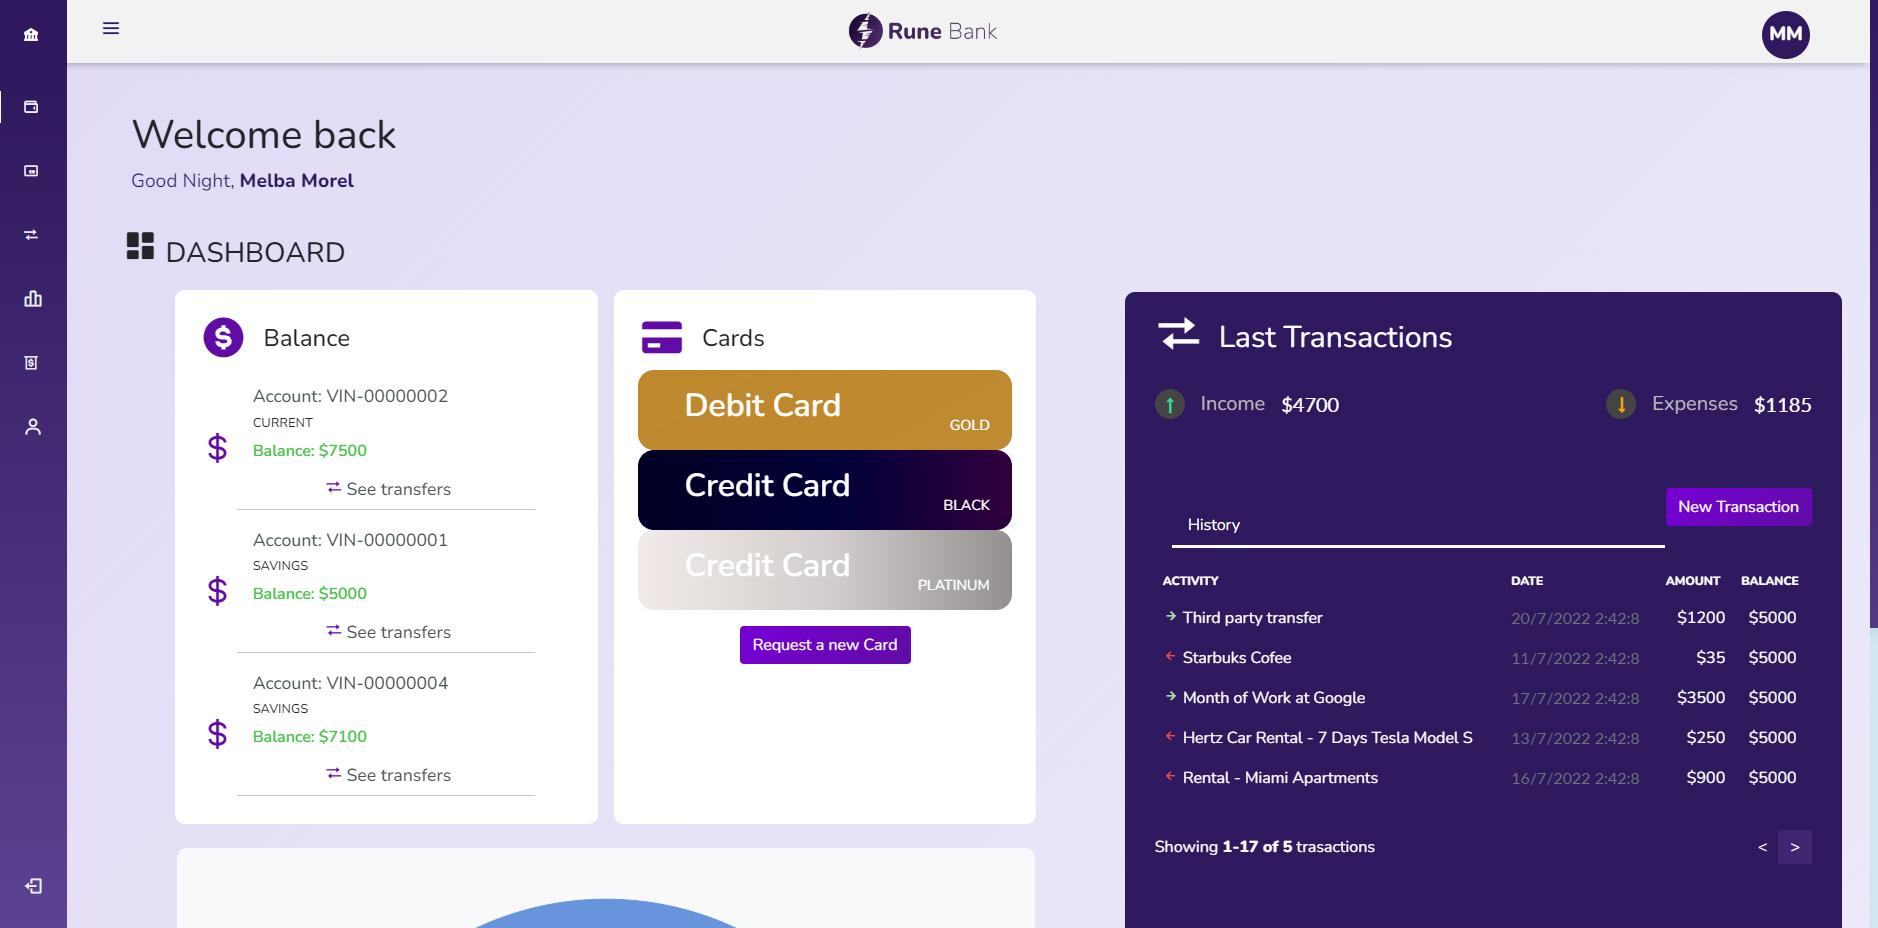 Rune Bank
MM
Welcome back
Good Night, Melba Morel
DASHBOARD
Balance
Account: VIN-00000002
CURRENT
Balance: $7500
See transfers
Account: VIN-00000001
SAVINGS
Balance: $5000
See transfers
Account: VIN-00000004
SAVINGS
Balance: $7100
See transfers
Cards
Debit Card
GOLD
Credit Card
BLACK
Credit Card
PLATINUM
Request a new Card
Last Transactions
Income $4700
Expenses $1185
New Transaction
History
ACTIVITY DATE AMOUNT BALANCE
Third party transfer 20/7/2022 2:42:8 $1200 $5000
Starbuks Cofee 11/7/2022 2:42:8 $35 $5000
Month of Work at Google 17/7/2022 2:42:8 $3500 $5000
Hertz Car Rental - 7 Days Tesla Model S 13/7/2022 2:42:8 $250 $5000
Rental - Miami Apartments 16/7/2022 2:42:8 $900 $5000
Showing 1-17 of 5 trasactions < >